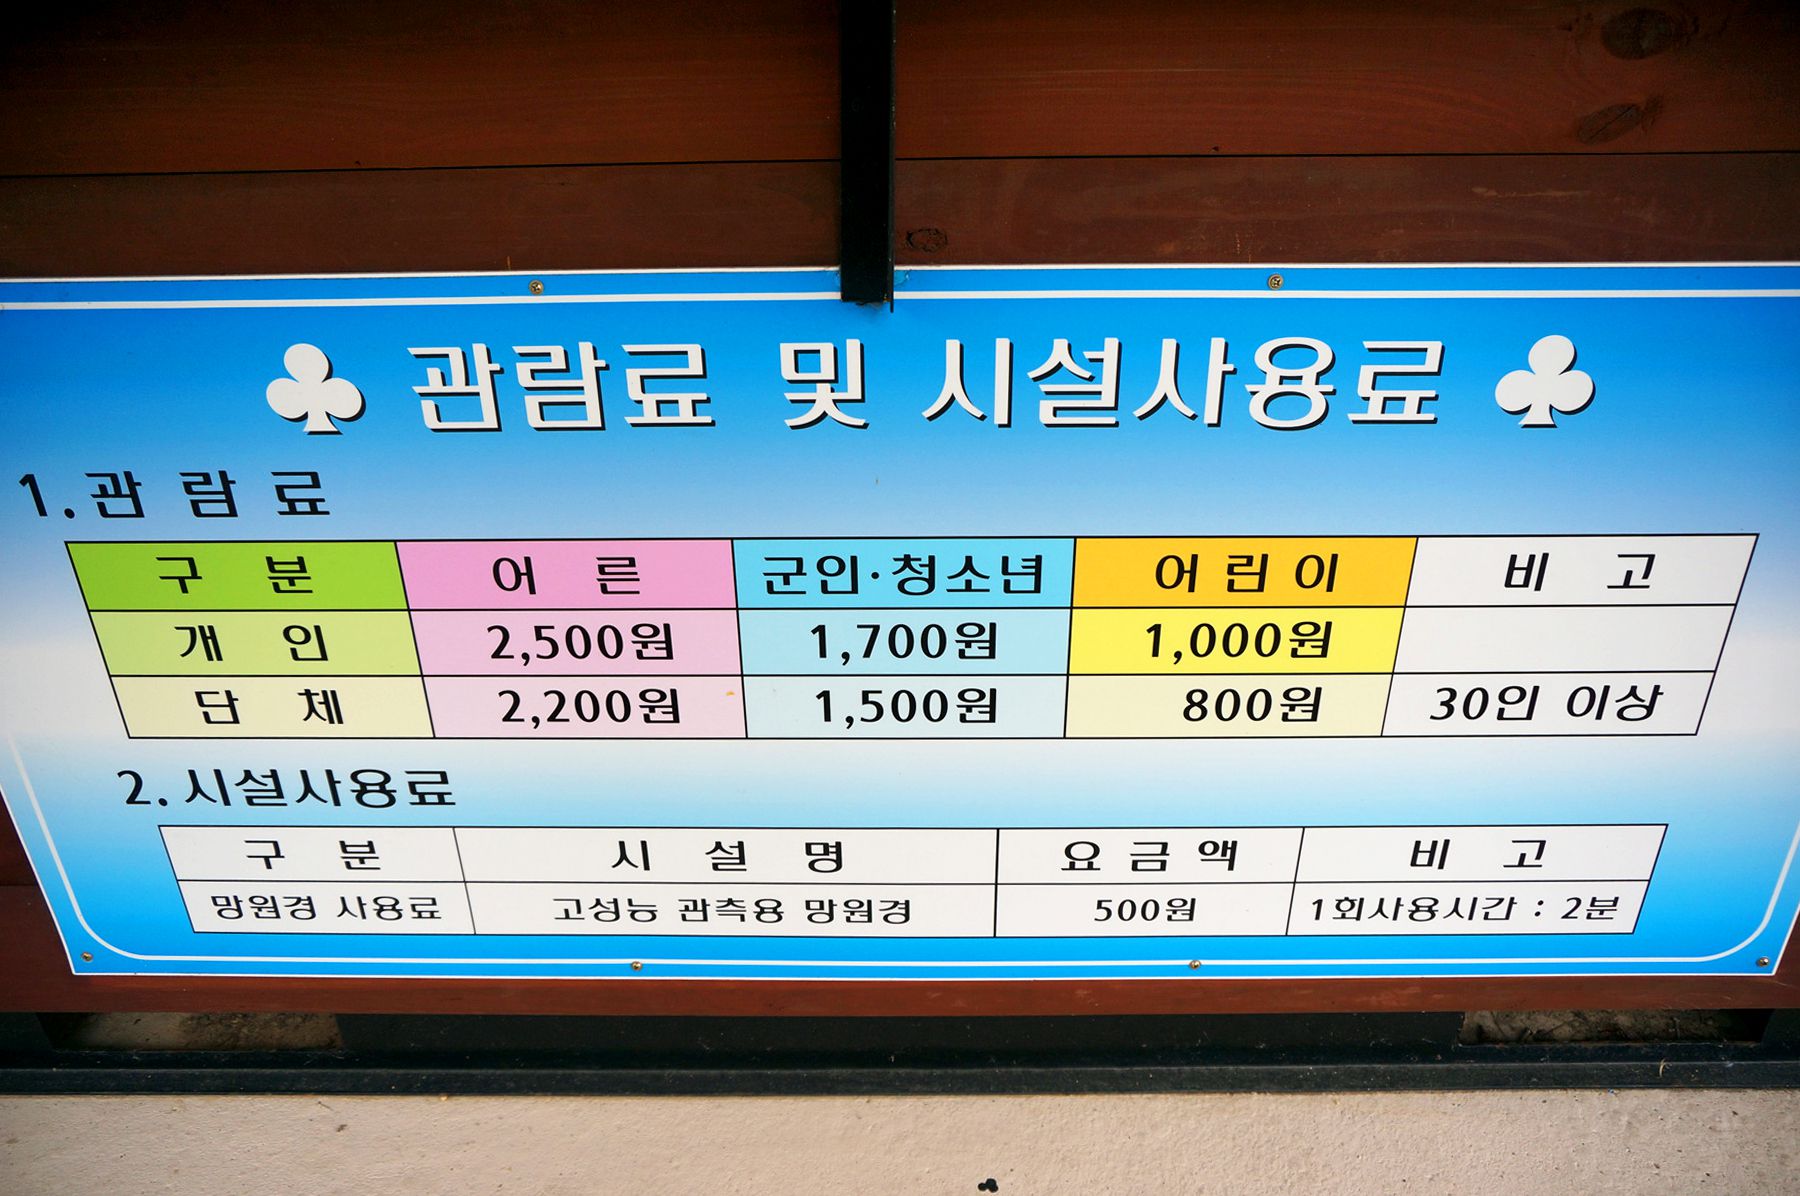 ♣ 관람료 및 시설사용료 ♣
1. 관 람 료
구 분 어 른 군인·청소년 어 린 이 비 고
개 인 2,500원 1,700원 1,000원
단 체 2,200원 1,500원 800원 30인 이상
2. 시설사용료
구 분 시 설 명 요 금 액 비 고
망원경 사용료 고성능 관측용 망원경 500원 1회사용시간 : 2분